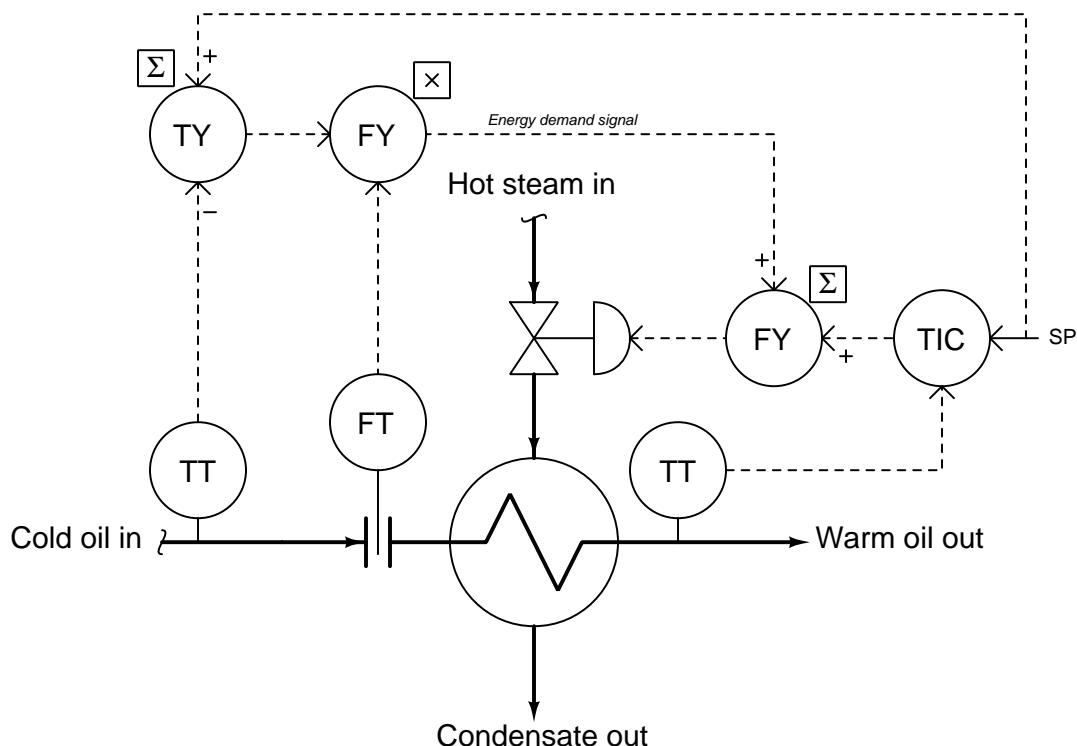 Σ
+
×
TY
FY
Energy demand signal
−
Hot steam in
+
Σ
FY
+
TIC
SP
FT
TT
TT
Cold oil in
Warm oil out
Condensate out